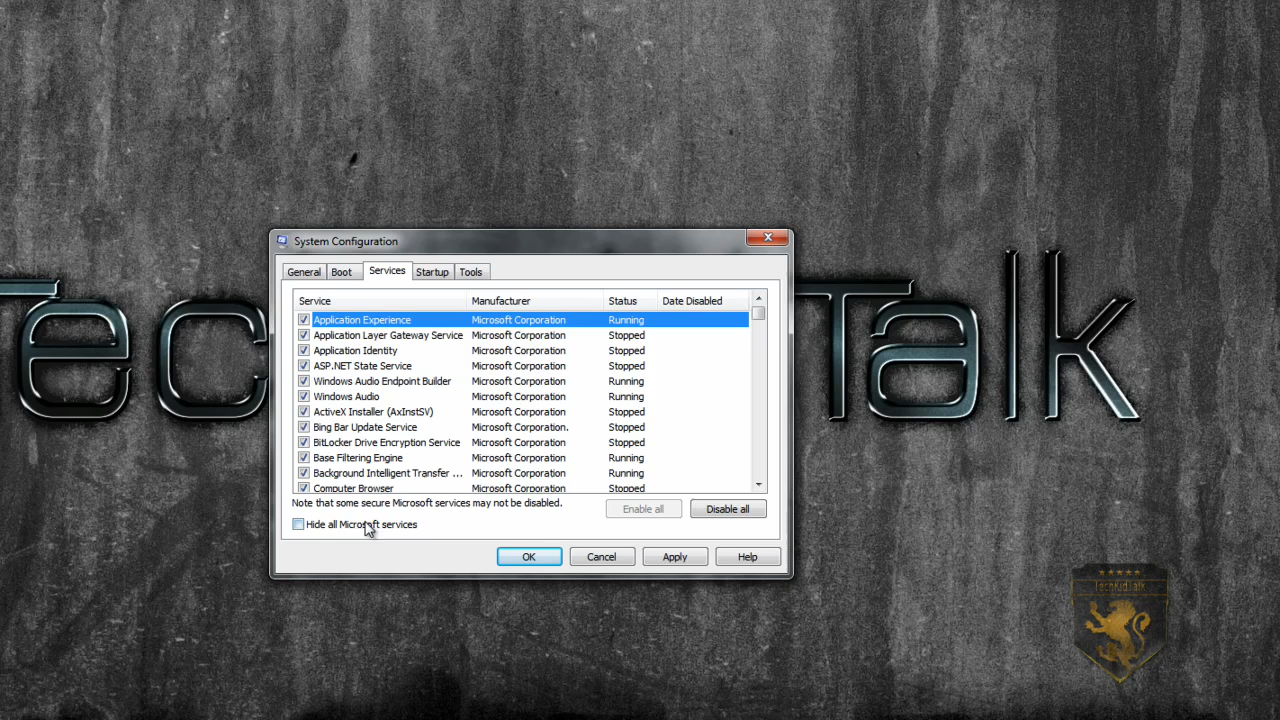 System Configuration
General Boot Services Startup Tools
Service Manufacturer Status Date Disabled
Application Experience Microsoft Corporation Running
Application Layer Gateway Service Microsoft Corporation Stopped
Application Identity Microsoft Corporation Stopped
ASP.NET State Service Microsoft Corporation Stopped
Windows Audio Endpoint Builder Microsoft Corporation Running
Windows Audio Microsoft Corporation Running
ActiveX Installer (AxInstSV) Microsoft Corporation Stopped
Bing Bar Update Service Microsoft Corporation. Stopped
BitLocker Drive Encryption Service Microsoft Corporation Stopped
Base Filtering Engine Microsoft Corporation Running
Background Intelligent Transfer ... Microsoft Corporation Running
Computer Browser Microsoft Corporation Stopped
Note that some secure Microsoft services may not be disabled.
Enable all Disable all
Hide all Microsoft services
OK Cancel Apply Help
Tec Talk
TechKidTalk